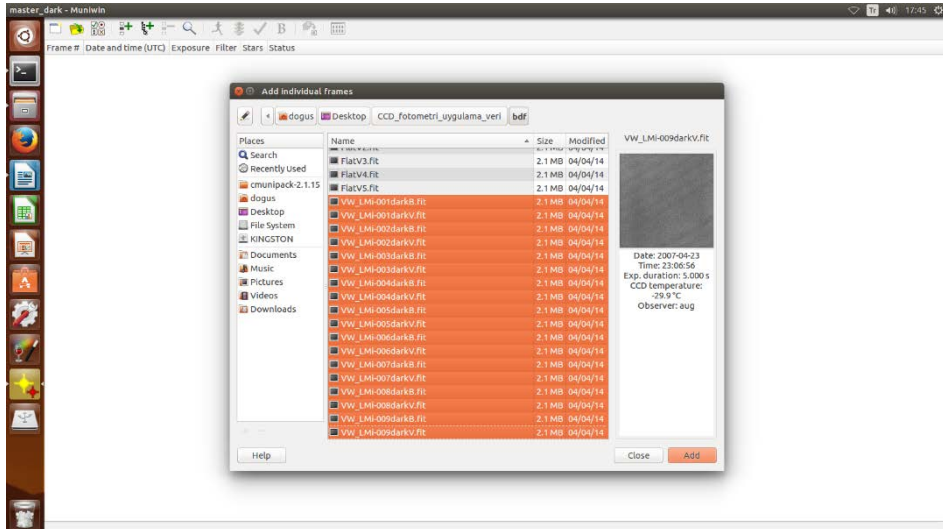 master_dark - Muniwin
Tr 17:45
Frame # Date and time (UTC) Exposure Filter Stars Status
Add individual frames
dogus Desktop CCD_fotometri_uygulama_veri bdf
Places Name Size Modified VW_LMi-009darkV.fit
Search
Recently Used
cmunipack-2.1.15
dogus
Desktop
File System
KINGSTON
Documents
Music
Pictures
Videos
Downloads
FlatV2.fit 2.1 MB 04/04/14
FlatV3.fit 2.1 MB 04/04/14
FlatV4.fit 2.1 MB 04/04/14
FlatV5.fit 2.1 MB 04/04/14
VW_LMi-001darkB.fit 2.1 MB 04/04/14
VW_LMi-001darkV.fit 2.1 MB 04/04/14
VW_LMi-002darkB.fit 2.1 MB 04/04/14
VW_LMi-002darkV.fit 2.1 MB 04/04/14
VW_LMi-003darkB.fit 2.1 MB 04/04/14
VW_LMi-003darkV.fit 2.1 MB 04/04/14
VW_LMi-004darkB.fit 2.1 MB 04/04/14
VW_LMi-004darkV.fit 2.1 MB 04/04/14
VW_LMi-005darkB.fit 2.1 MB 04/04/14
VW_LMi-005darkV.fit 2.1 MB 04/04/14
VW_LMi-006darkB.fit 2.1 MB 04/04/14
VW_LMi-006darkV.fit 2.1 MB 04/04/14
VW_LMi-007darkB.fit 2.1 MB 04/04/14
VW_LMi-007darkV.fit 2.1 MB 04/04/14
VW_LMi-008darkB.fit 2.1 MB 04/04/14
VW_LMi-008darkV.fit 2.1 MB 04/04/14
VW_LMi-009darkB.fit 2.1 MB 04/04/14
VW_LMi-009darkV.fit 2.1 MB 04/04/14
Date: 2007-04-23
Time: 23:06:56
Exp. duration: 5.000 s
CCD temperature:
-29.9 °C
Observer: aug
Help Close Add